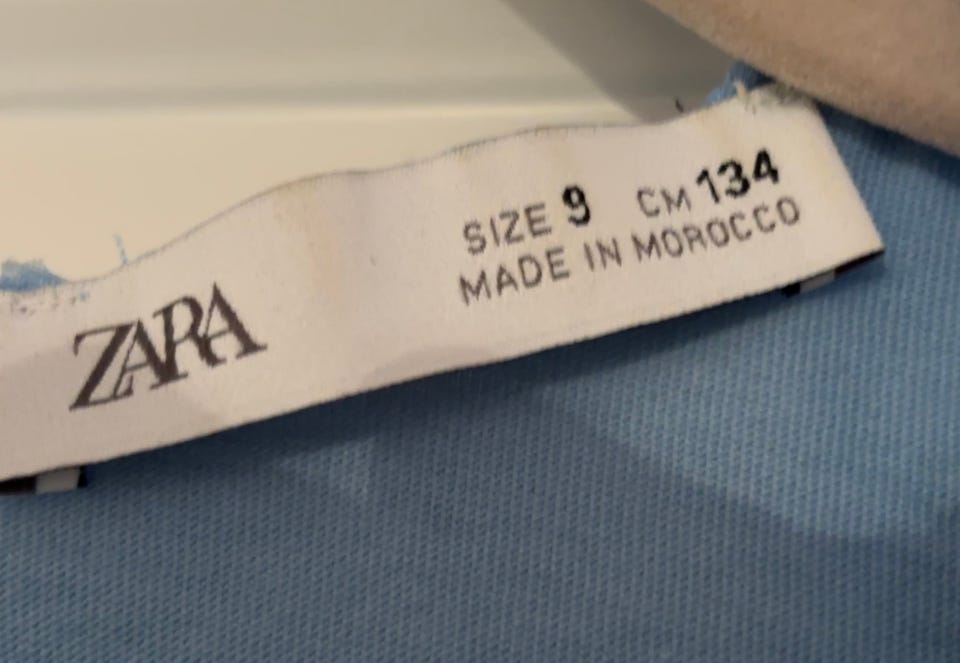 ZARA
SIZE 9 CM 134
MADE IN MOROCCO